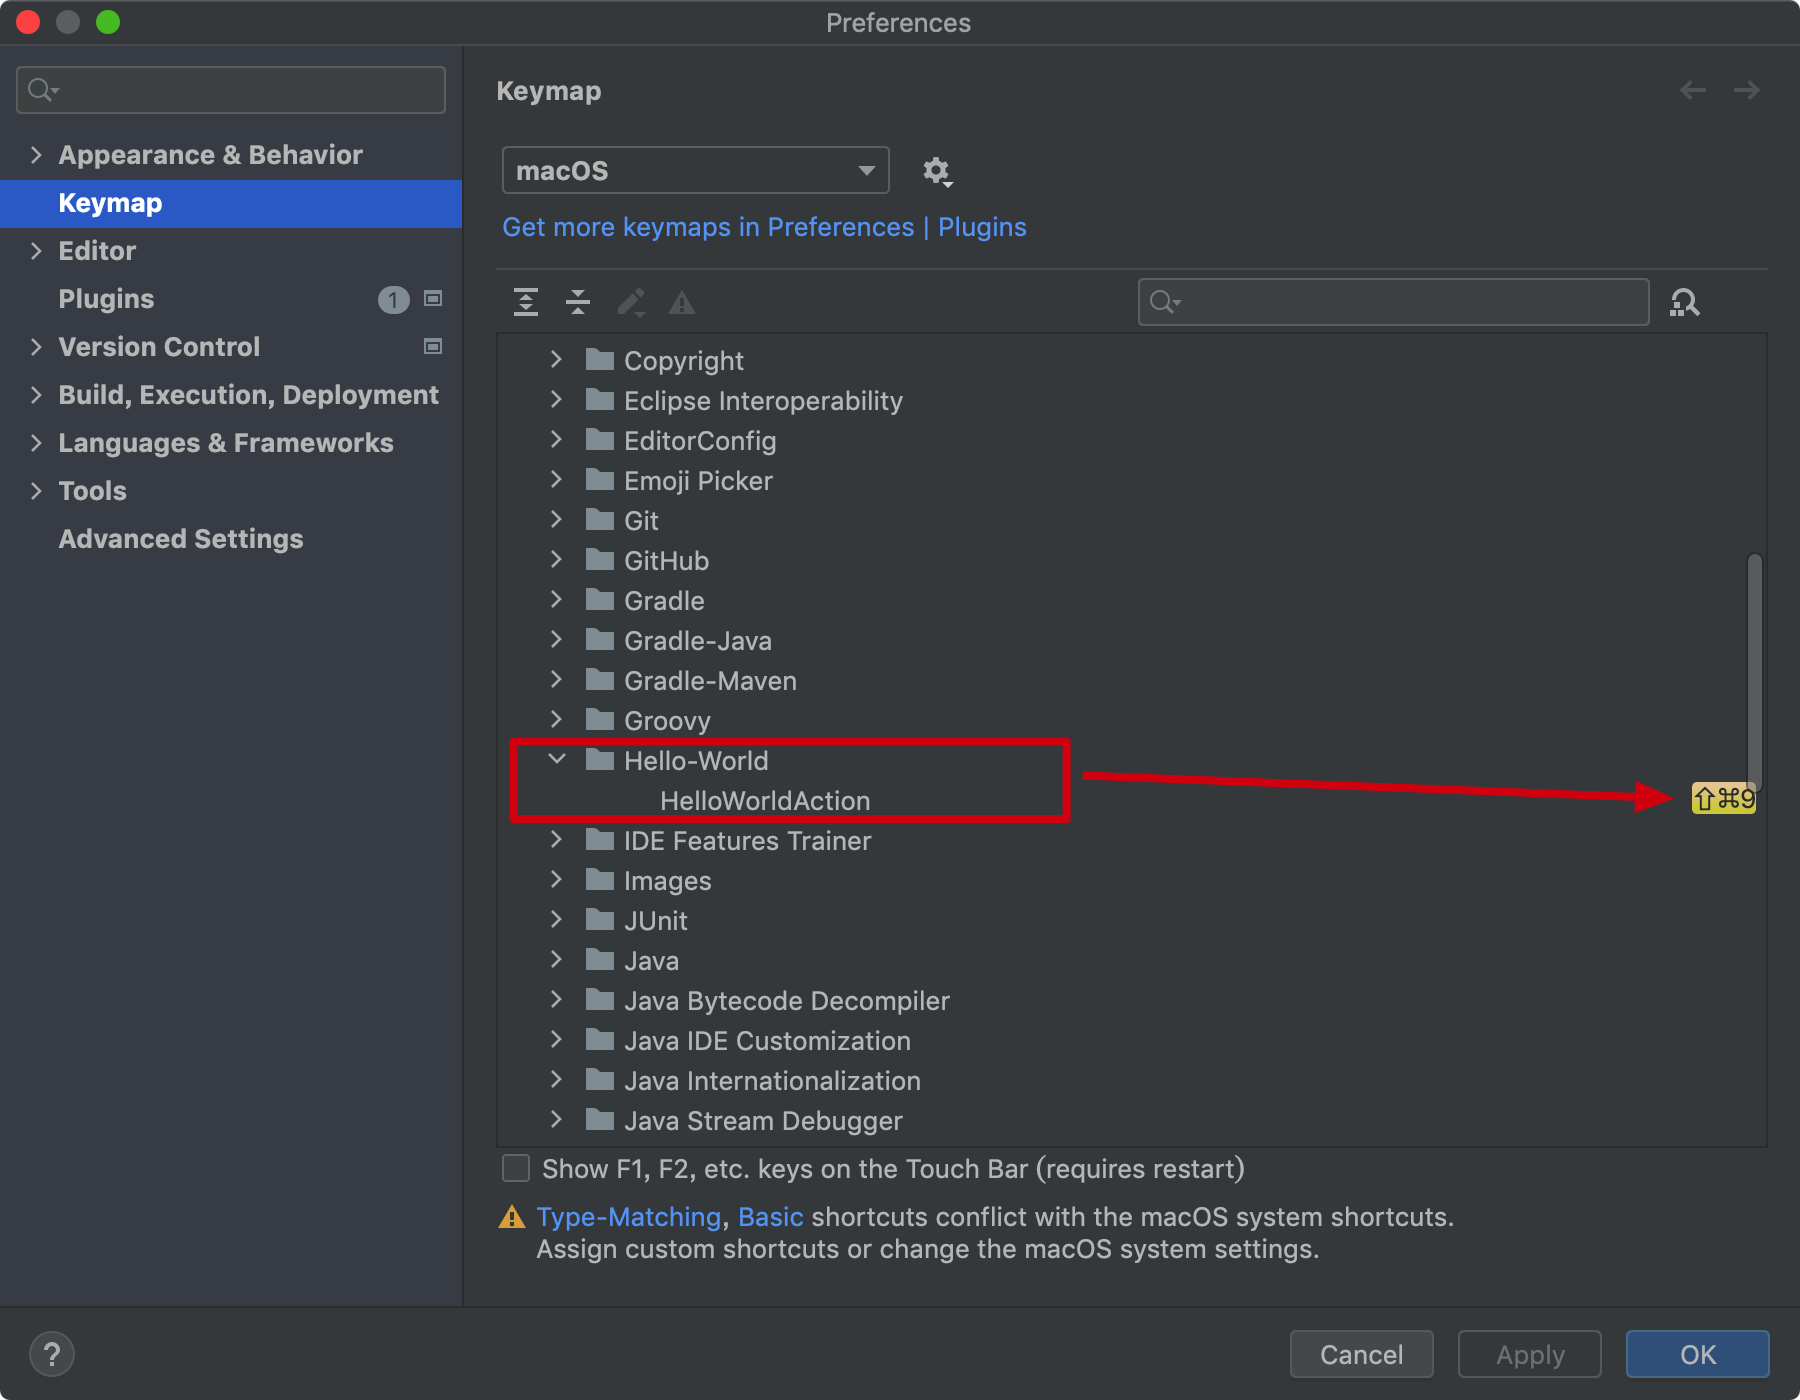 Preferences
Appearance & Behavior
Keymap
Editor
Plugins 1
Version Control
Build, Execution, Deployment
Languages & Frameworks
Tools
Advanced Settings
Keymap
macOS
Get more keymaps in Preferences | Plugins
Copyright
Eclipse Interoperability
EditorConfig
Emoji Picker
Git
GitHub
Gradle
Gradle-Java
Gradle-Maven
Groovy
Hello-World
HelloWorldAction ⇧⌘9
IDE Features Trainer
Images
JUnit
Java
Java Bytecode Decompiler
Java IDE Customization
Java Internationalization
Java Stream Debugger
Show F1, F2, etc. keys on the Touch Bar (requires restart)
Type-Matching, Basic shortcuts conflict with the macOS system shortcuts.
Assign custom shortcuts or change the macOS system settings.
?
Cancel
Apply
OK